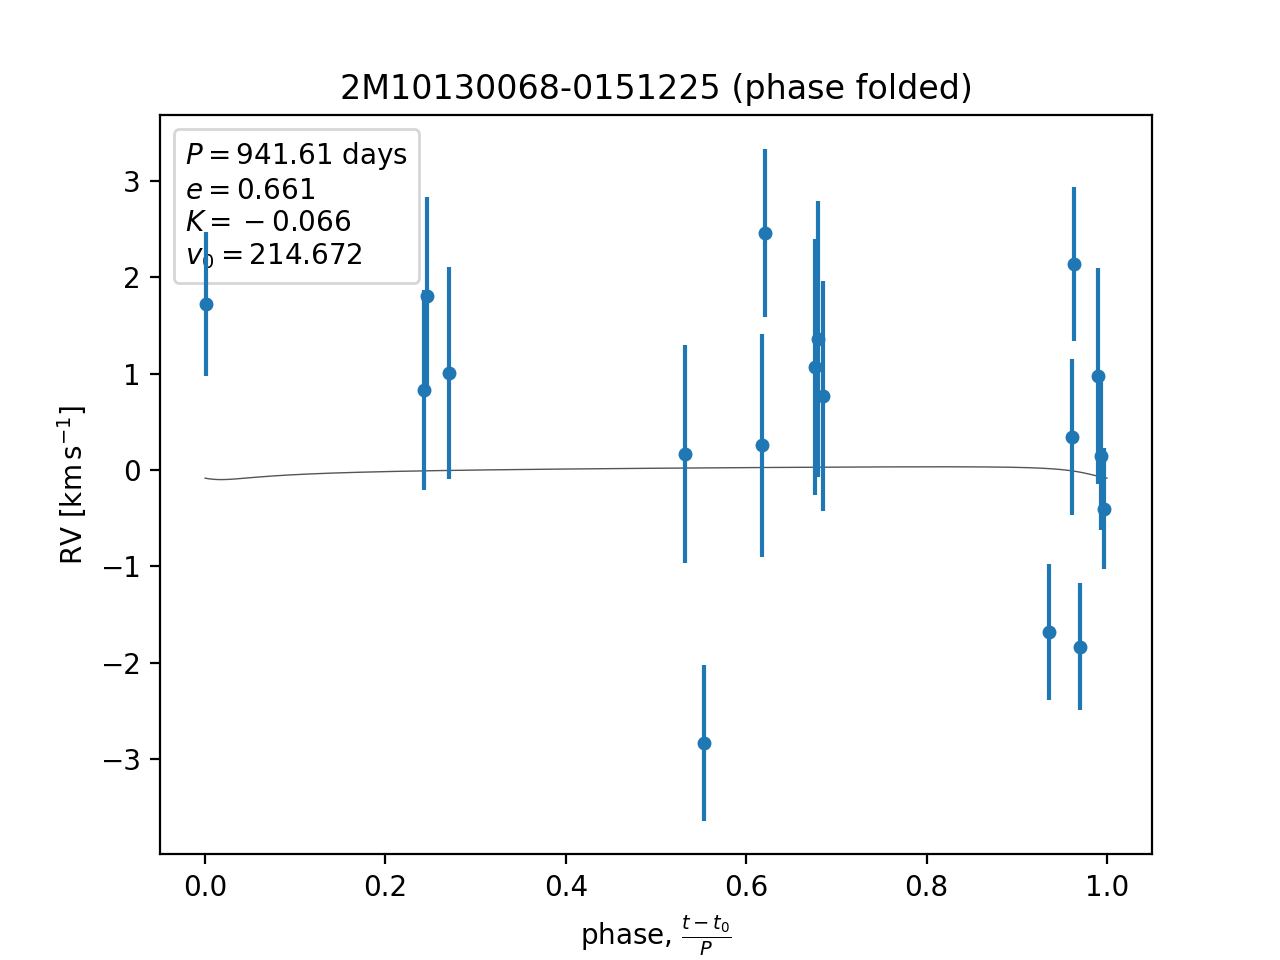 2M10130068-0151225 (phase folded)
P = 941.61 days
e = 0.661
K = −0.066
v₀ = 214.672
3
2
1
0
−1
−2
−3
RV [km s⁻¹]
0.0 0.2 0.4 0.6 0.8 1.0
phase, (t − t₀)/P